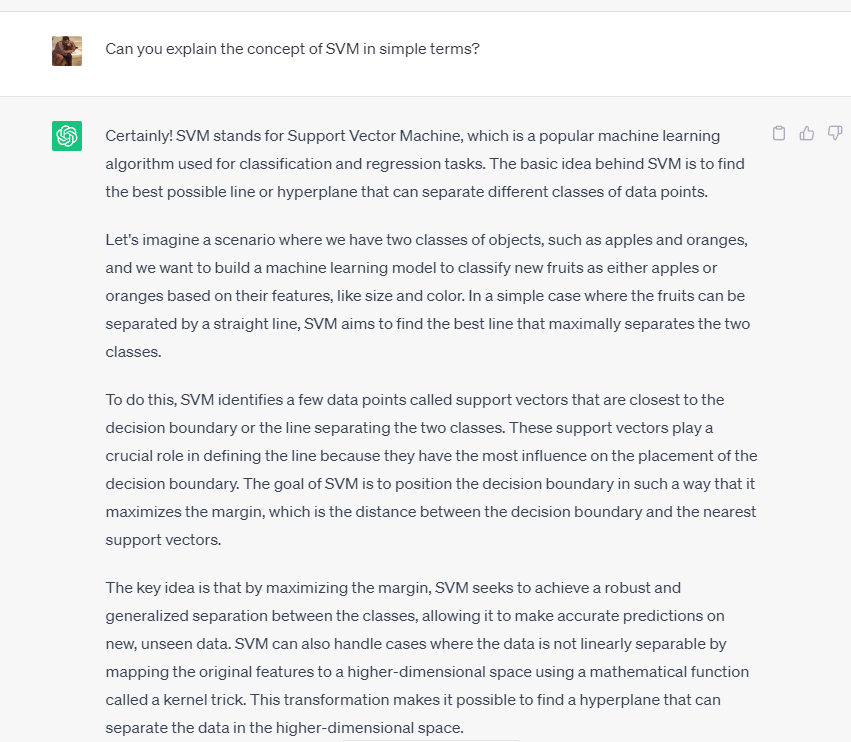 Can you explain the concept of SVM in simple terms?
Certainly! SVM stands for Support Vector Machine, which is a popular machine learning
algorithm used for classification and regression tasks. The basic idea behind SVM is to find
the best possible line or hyperplane that can separate different classes of data points.
Let's imagine a scenario where we have two classes of objects, such as apples and oranges,
and we want to build a machine learning model to classify new fruits as either apples or
oranges based on their features, like size and color. In a simple case where the fruits can be
separated by a straight line, SVM aims to find the best line that maximally separates the two
classes.
To do this, SVM identifies a few data points called support vectors that are closest to the
decision boundary or the line separating the two classes. These support vectors play a
crucial role in defining the line because they have the most influence on the placement of the
decision boundary. The goal of SVM is to position the decision boundary in such a way that it
maximizes the margin, which is the distance between the decision boundary and the nearest
support vectors.
The key idea is that by maximizing the margin, SVM seeks to achieve a robust and
generalized separation between the classes, allowing it to make accurate predictions on
new, unseen data. SVM can also handle cases where the data is not linearly separable by
mapping the original features to a higher-dimensional space using a mathematical function
called a kernel trick. This transformation makes it possible to find a hyperplane that can
separate the data in the higher-dimensional space.